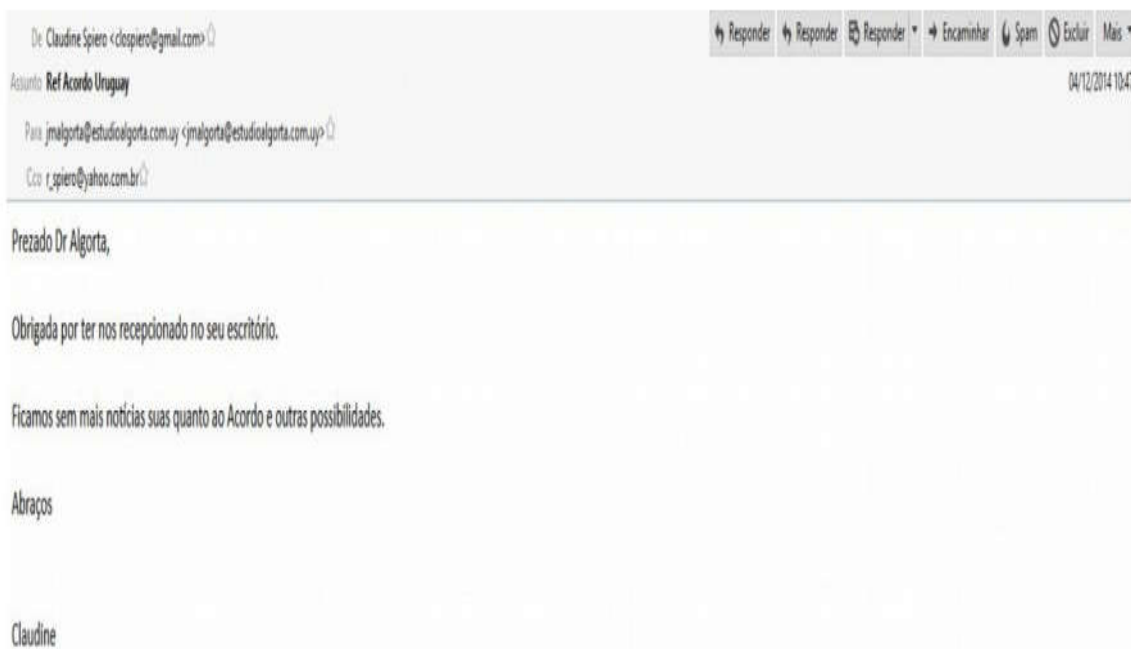 De Claudine Spiero <clospiero@gmail.com>
Responder Responder Responder Encaminhar Spam Excluir Mais
Assunto Ref Acordo Uruguay
04/12/2014 10:47
Para jmalgorta@estudioalgorta.com.uy <jmalgorta@estudioalgorta.com.uy>
Cco r_spiero@yahoo.com.br
Prezado Dr Algorta,
Obrigada por ter nos recepcionado no seu escritório.
Ficamos sem mais notícias suas quanto ao Acordo e outras possibilidades.
Abraços
Claudine